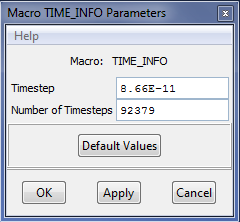 Macro TIME_INFO Parameters x
Help
Macro: TIME_INFO
Timestep 8.66E-11
Number of Timesteps 92379
Default Values
OK Apply Cancel